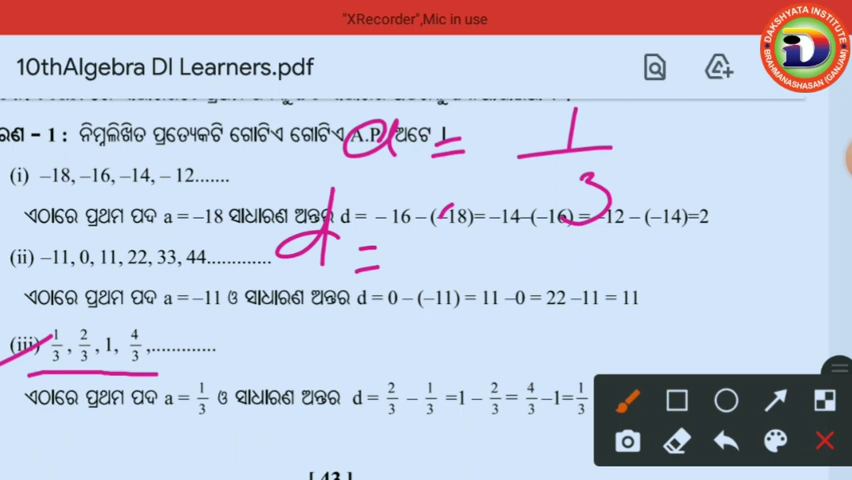 "XRecorder",Mic in use
DAKSHYATA INSTITUTE
BRAHMANASHASAN (GANJAM)
10thAlgebra DI Learners.pdf
ରଣ – 1 : ନିମ୍ନଲିଖିତ ପ୍ରତ୍ୟେକଟି ଗୋଟିଏ ଗୋଟିଏ A.P. ଅଟେ ।
a = 1/3
(i) –18, –16, –14, – 12.......
ଏଠାରେ ପ୍ରଥମ ପଦ a = –18 ସାଧାରଣ ଅନ୍ତର d = – 16 – (–18)= –14–(–16) = –12 – (–14)=2
d =
(ii) –11, 0, 11, 22, 33, 44.............
ଏଠାରେ ପ୍ରଥମ ପଦ a = –11 ଓ ସାଧାରଣ ଅନ୍ତର d = 0 – (–11) = 11 –0 = 22 –11 = 11
(iii) 1/3, 2/3, 1, 4/3,.............
ଏଠାରେ ପ୍ରଥମ ପଦ a = 1/3 ଓ ସାଧାରଣ ଅନ୍ତର d = 2/3 – 1/3 =1 – 2/3 = 4/3 –1= 1/3
[ 43 ]